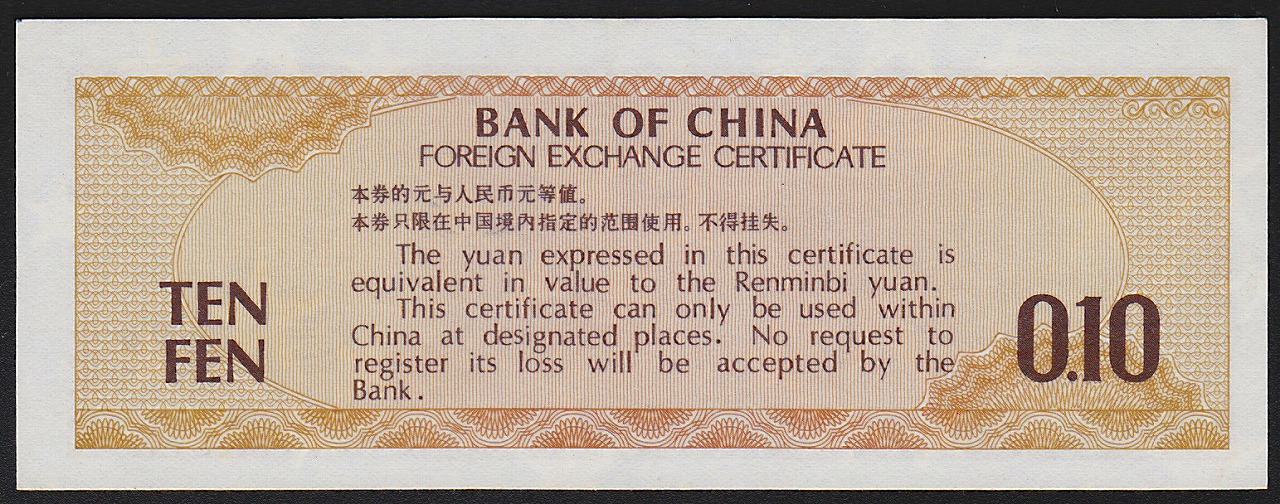 BANK OF CHINA
FOREIGN EXCHANGE CERTIFICATE
本券的元与人民币元等值。
本券只限在中国境内指定的范围使用。不得挂失。
The yuan expressed in this certificate is
equivalent in value to the Renminbi yuan.
This certificate can only be used within
China at designated places. No request to
register its loss will be accepted by the
Bank.
TEN
FEN
0.10